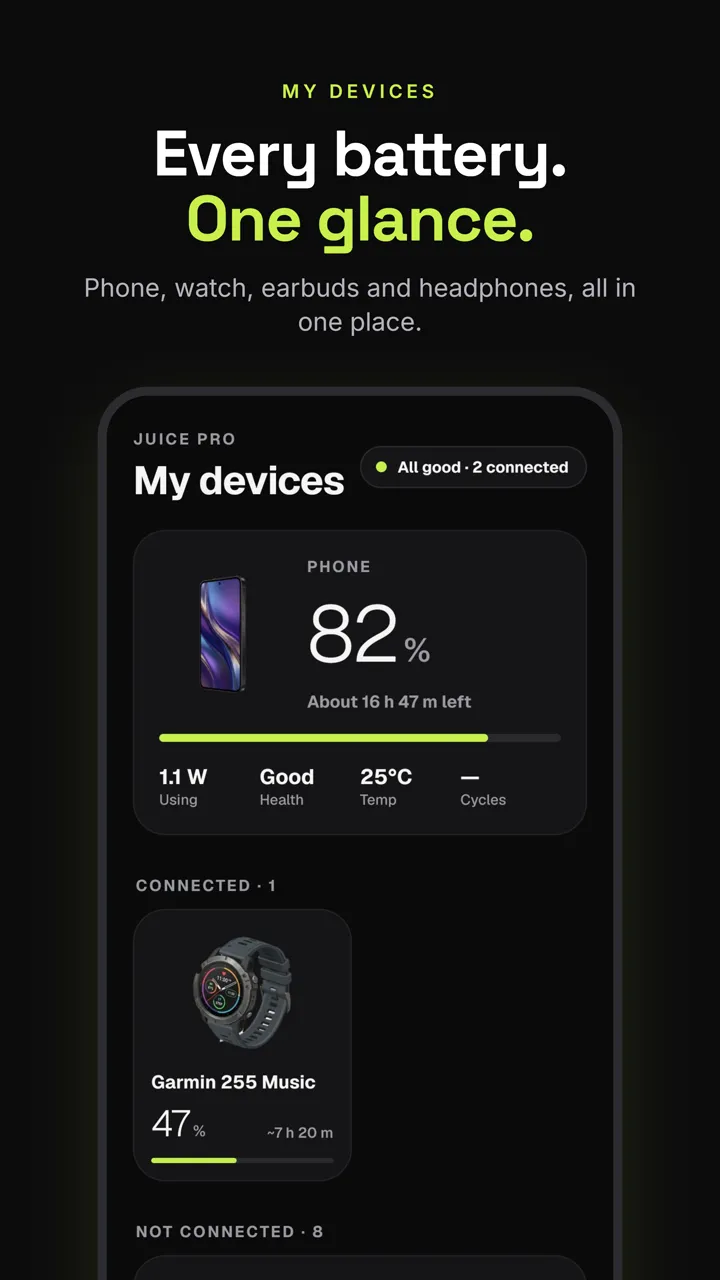 MY DEVICES
Every battery.
One glance.
Phone, watch, earbuds and headphones, all in
one place.
JUICE PRO
My devices
All good · 2 connected
PHONE
82%
About 16 h 47 m left
1.1 W
Using
Good
Health
25°C
Temp
—
Cycles
CONNECTED · 1
Garmin 255 Music
47%
~7 h 20 m
NOT CONNECTED · 8